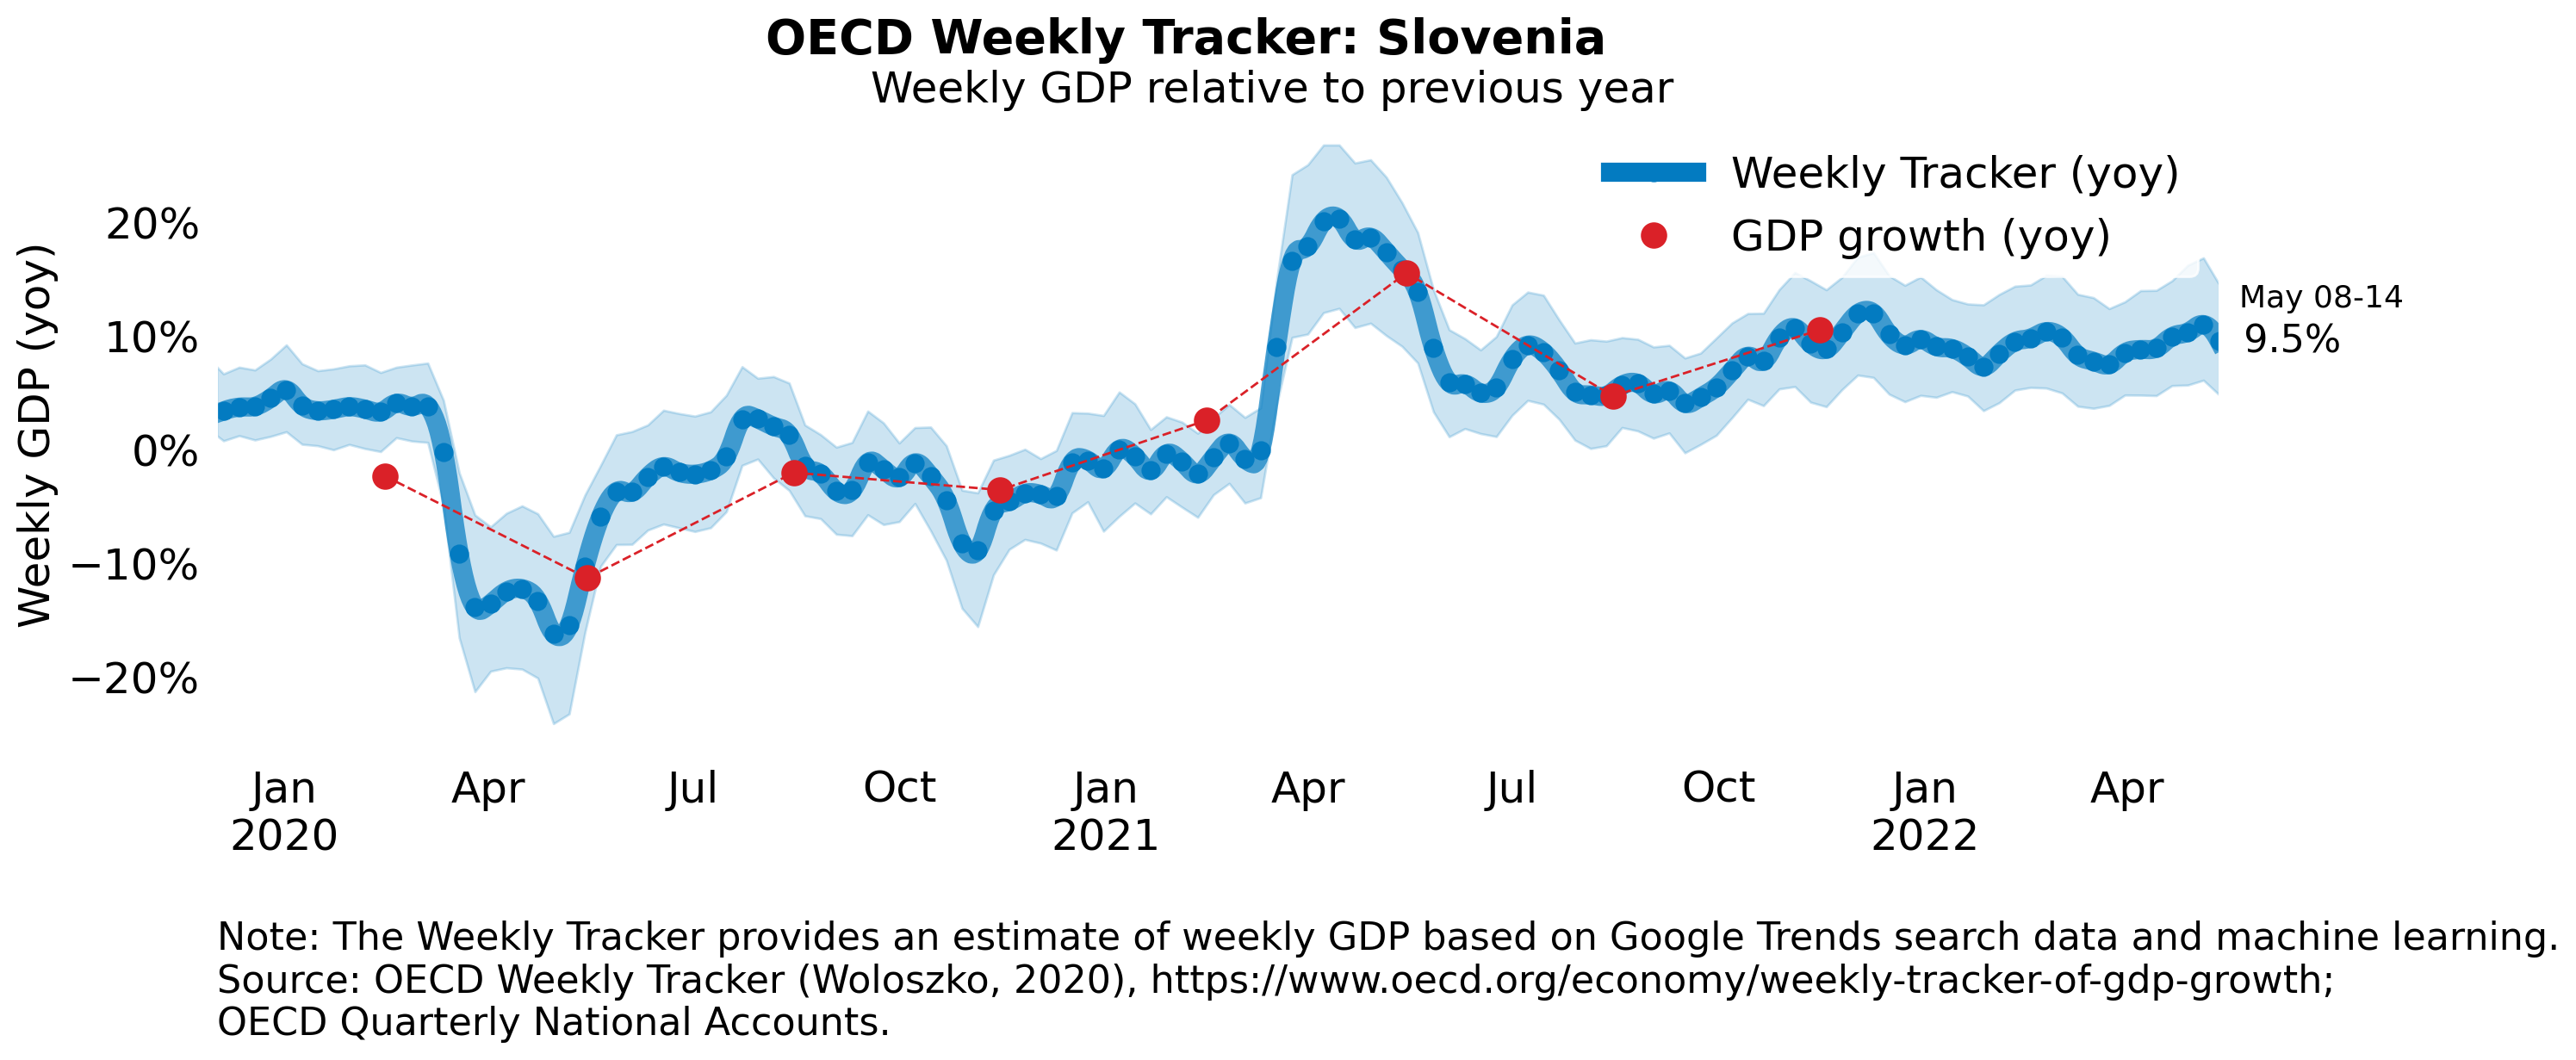 OECD Weekly Tracker: Slovenia
Weekly GDP relative to previous year
Weekly Tracker (yoy)
GDP growth (yoy)
Weekly GDP (yoy)
20%
10%
0%
−10%
−20%
May 08-14
9.5%
Jan Apr Jul Oct Jan Apr Jul Oct Jan Apr
2020 2021 2022
Note: The Weekly Tracker provides an estimate of weekly GDP based on Google Trends search data and machine learning.
Source: OECD Weekly Tracker (Woloszko, 2020), https://www.oecd.org/economy/weekly-tracker-of-gdp-growth;
OECD Quarterly National Accounts.